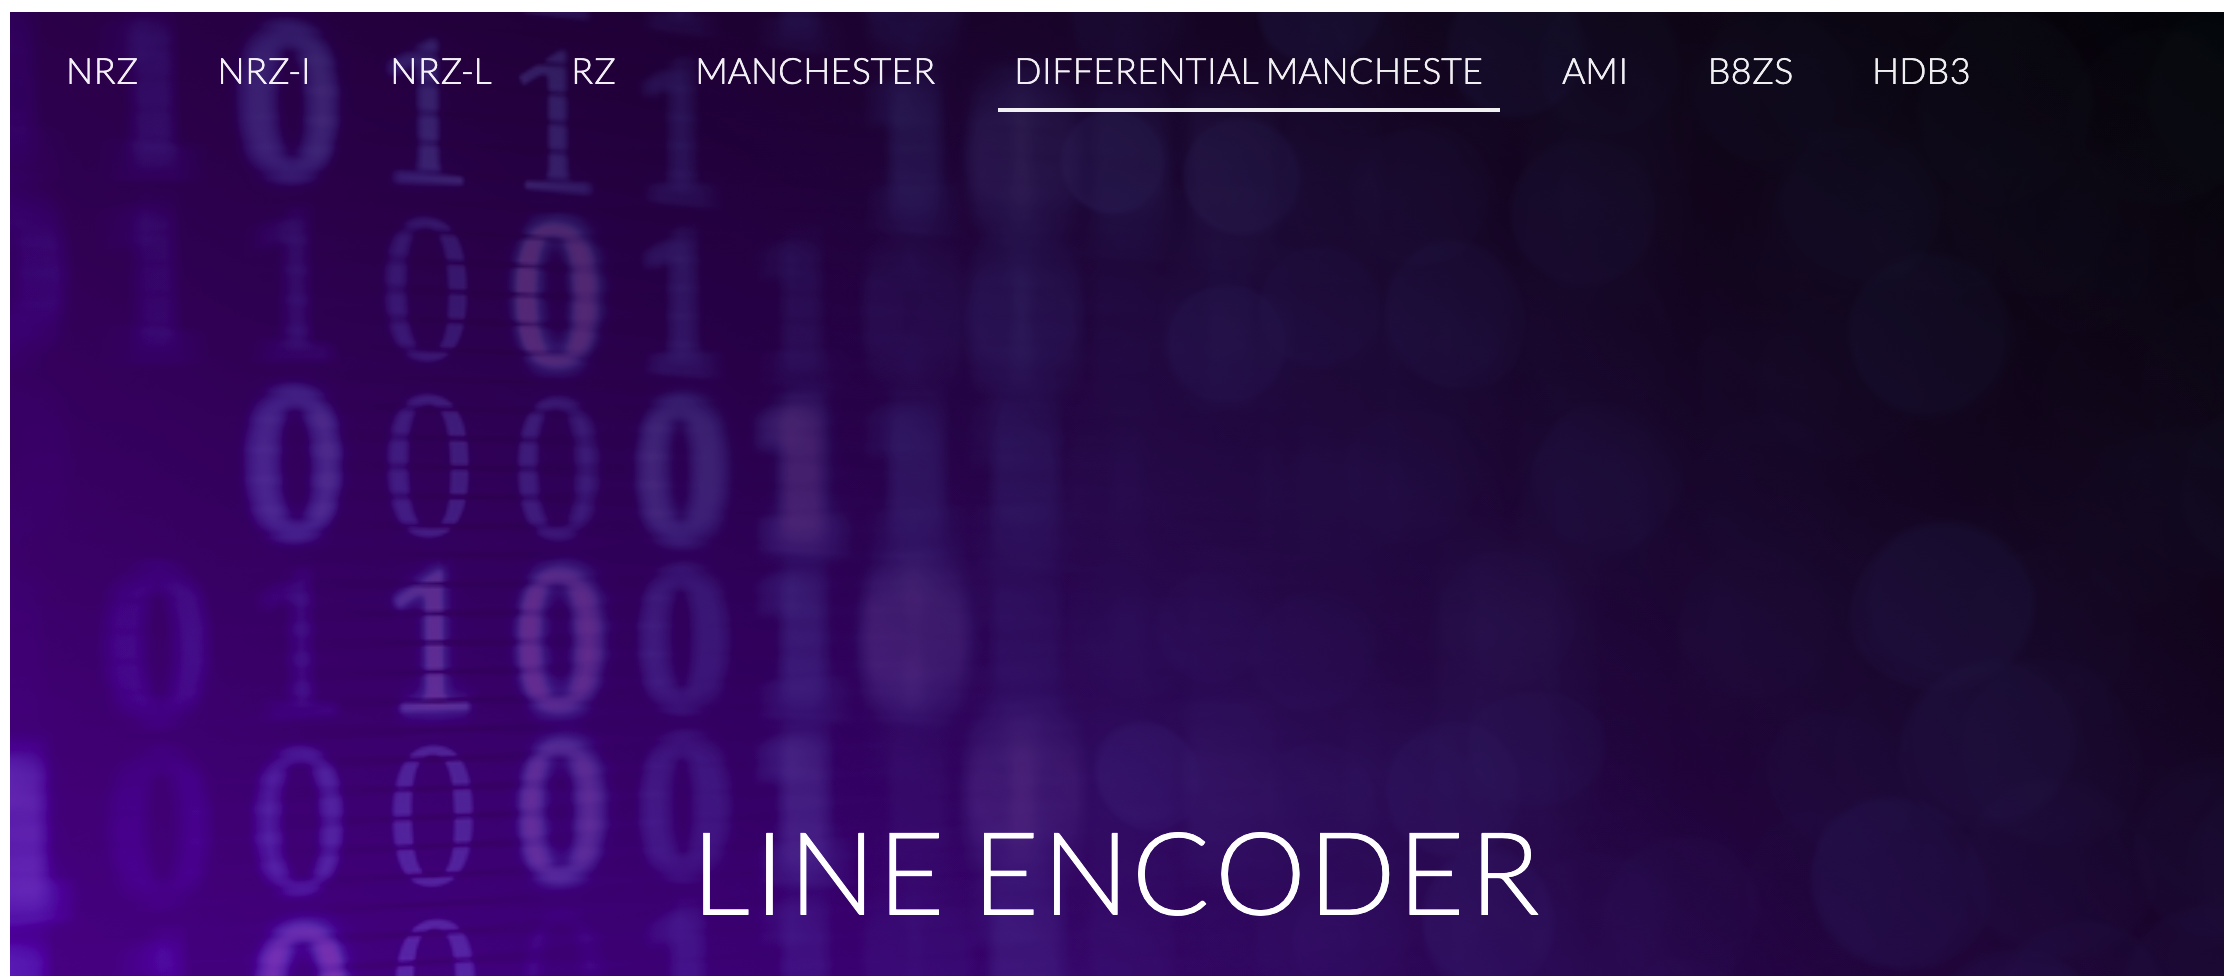 NRZ NRZ-I NRZ-L RZ MANCHESTER DIFFERENTIAL MANCHESTE AMI B8ZS HDB3
LINE ENCODER